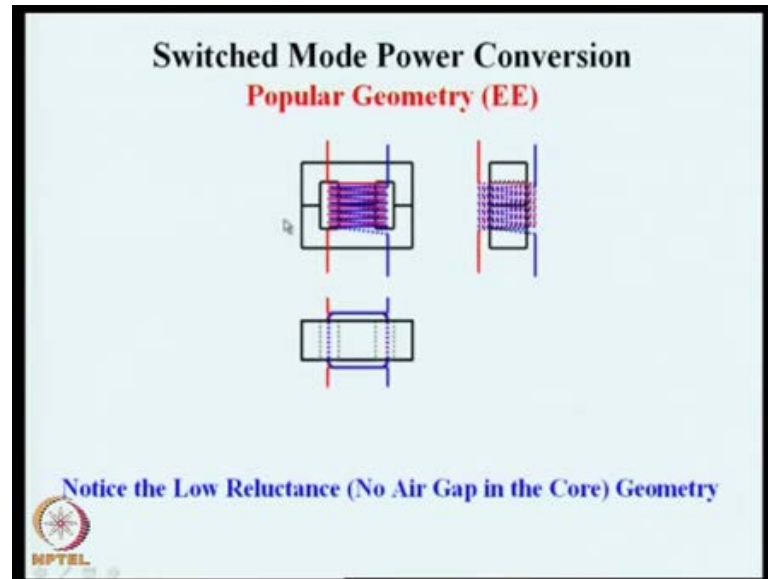 Switched Mode Power Conversion
Popular Geometry (EE)
Notice the Low Reluctance (No Air Gap in the Core) Geometry
NPTEL